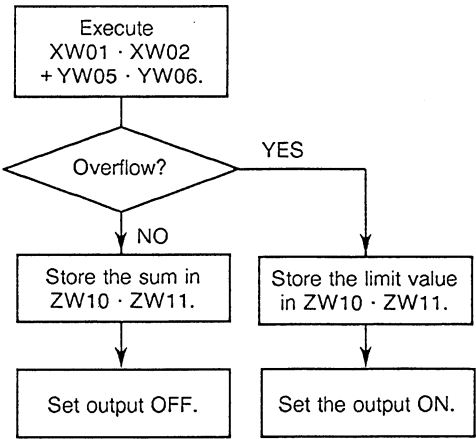 Execute
XW01 · XW02
+ YW05 · YW06.
Overflow?
YES
NO
Store the sum in
ZW10 · ZW11.
Store the limit value
in ZW10 · ZW11.
Set output OFF.
Set the output ON.